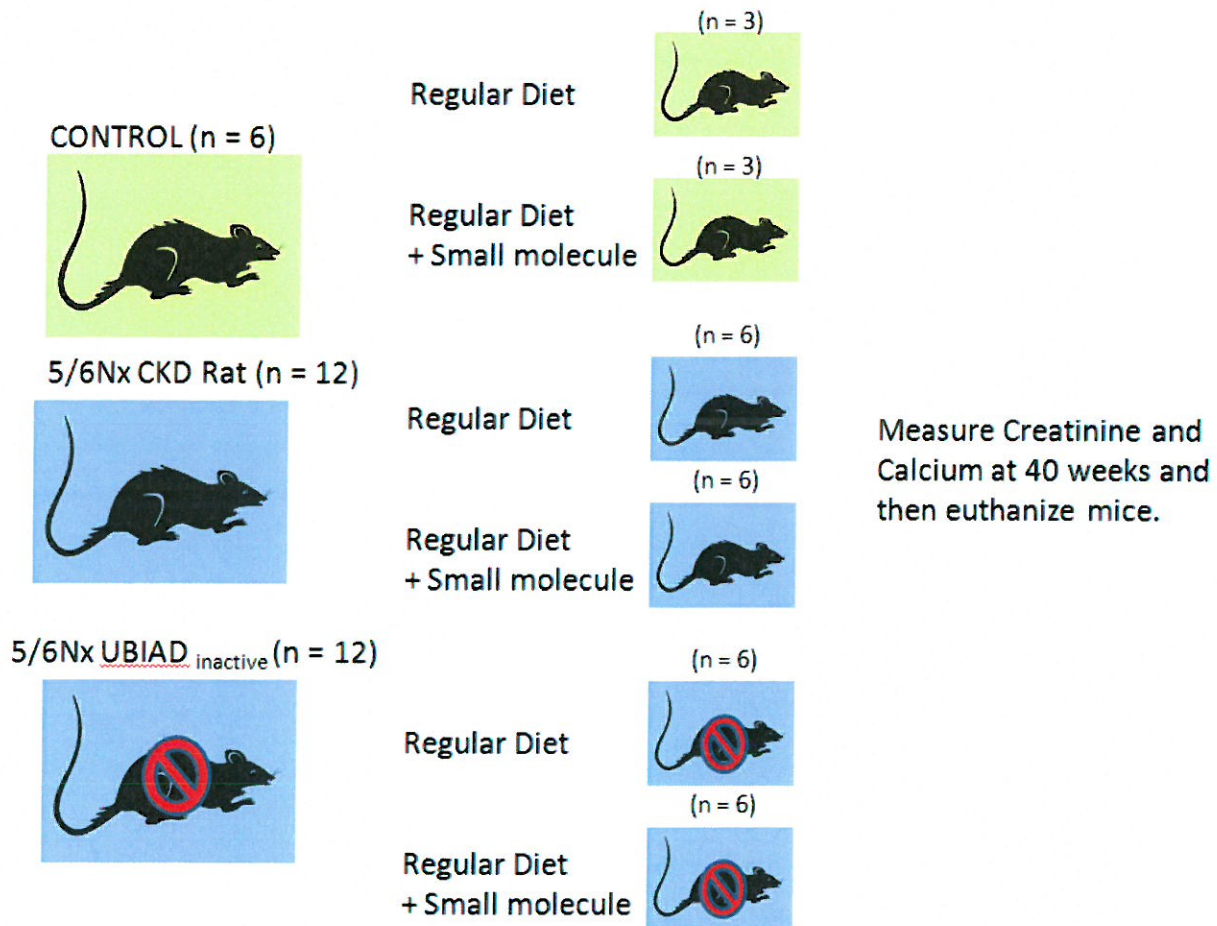 CONTROL (n = 6)
Regular Diet
(n = 3)
Regular Diet
+ Small molecule
(n = 3)
5/6Nx CKD Rat (n = 12)
Regular Diet
(n = 6)
Regular Diet
+ Small molecule
(n = 6)
5/6Nx UBIAD inactive (n = 12)
Regular Diet
(n = 6)
Regular Diet
+ Small molecule
(n = 6)
Measure Creatinine and
Calcium at 40 weeks and
then euthanize mice.